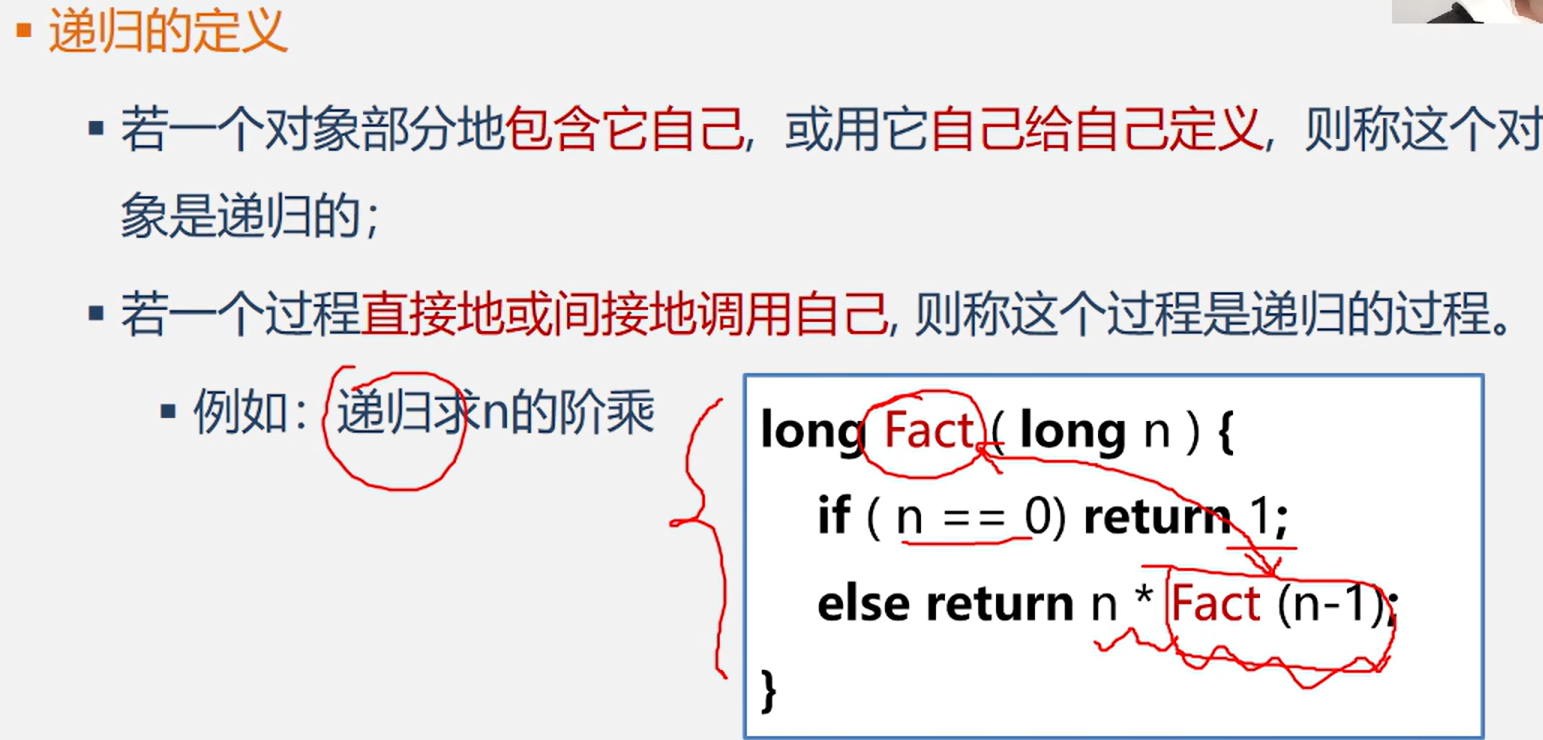 ▪ 递归的定义
▪ 若一个对象部分地包含它自己, 或用它自己给自己定义, 则称这个对
象是递归的;
▪ 若一个过程直接地或间接地调用自己, 则称这个过程是递归的过程。
▪ 例如：递归求n的阶乘
long Fact ( long n ) {
if ( n == 0) return 1;
else return n * Fact (n-1);
}